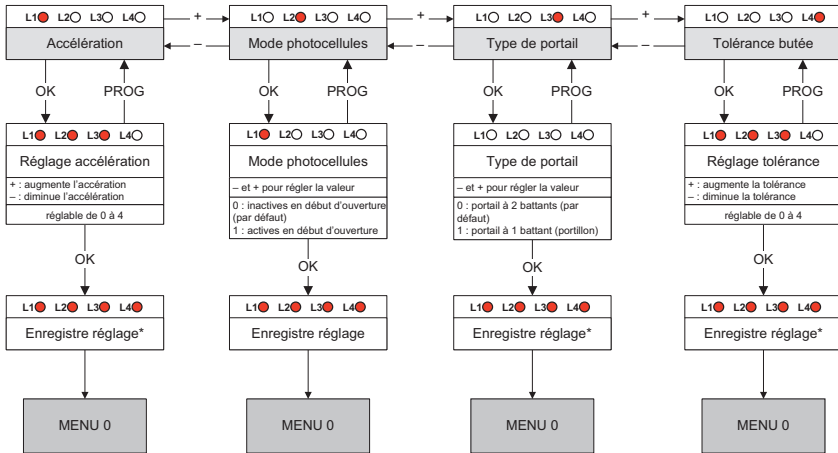 L1 L2 L3 L4
+
L1 L2 L3 L4
+
L1 L2 L3 L4
+
L1 L2 L3 L4
Accélération
–
Mode photocellules
–
Type de portail
–
Tolérance butée
OK PROG
OK PROG
OK PROG
OK PROG
L1 L2 L3 L4
Réglage accélération
+ : augmente l'accération
– : diminue l'accélération
réglable de 0 à 4
L1 L2 L3 L4
Mode photocellules
– et + pour régler la valeur
0 : inactives en début d'ouverture
(par défaut)
1 : actives en début d'ouverture
L1 L2 L3 L4
Type de portail
– et + pour régler la valeur
0 : portail à 2 battants (par
défaut)
1 : portail à 1 battant (portillon)
L1 L2 L3 L4
Réglage tolérance
+ : augmente la tolérance
– : diminue la tolérance
réglable de 0 à 4
OK
OK
OK
OK
L1 L2 L3 L4
Enregistre réglage*
L1 L2 L3 L4
Enregistre réglage
L1 L2 L3 L4
Enregistre réglage*
L1 L2 L3 L4
Enregistre réglage*
MENU 0
MENU 0
MENU 0
MENU 0